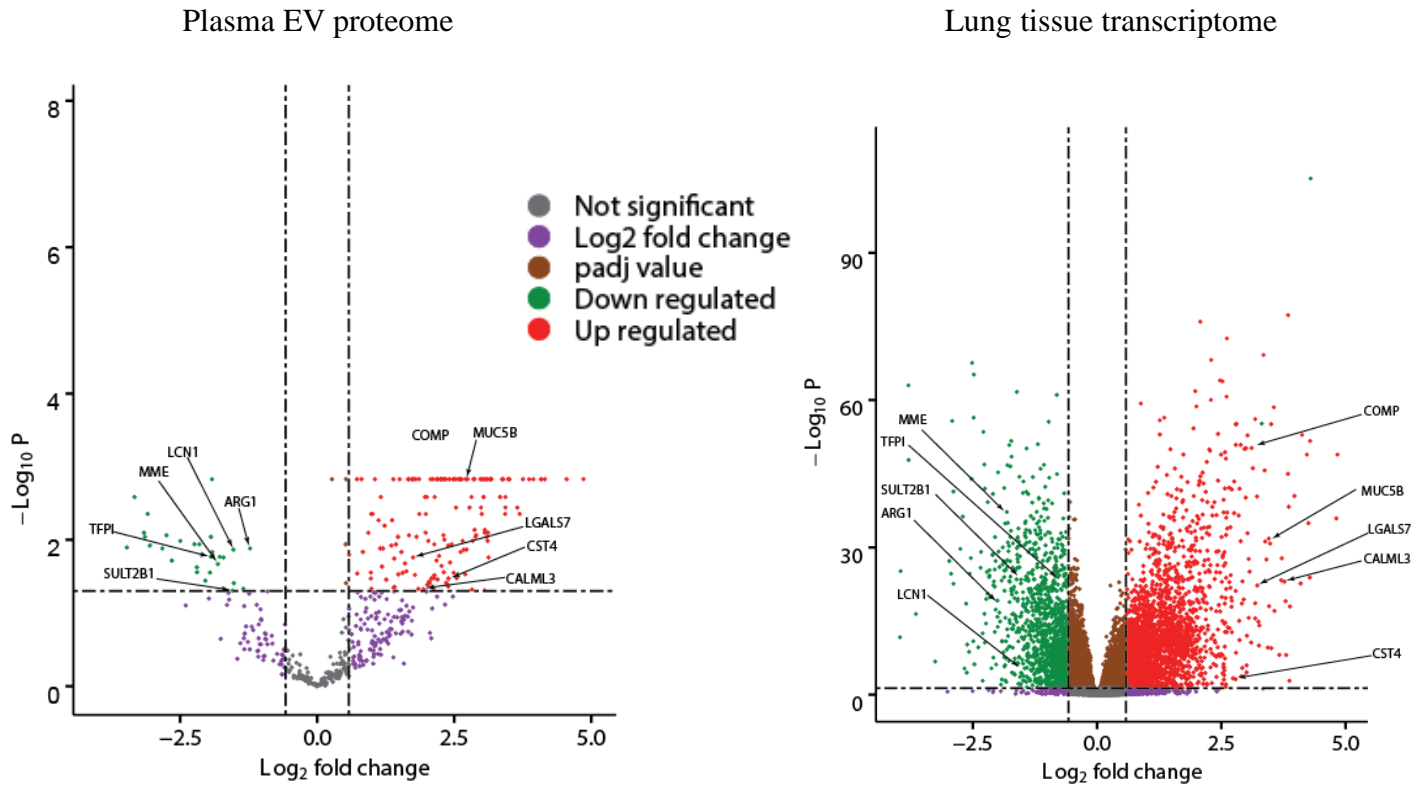 Plasma EV proteome
Lung tissue transcriptome
8
6
4
2
0
−Log10 P
−2.5
0.0
2.5
5.0
Log2 fold change
COMP
MUC5B
LCN1
MME
ARG1
TFPI
SULT2B1
LGALS7
CST4
CALML3
Not significant
Log2 fold change
padj value
Down regulated
Up regulated
90
60
30
0
−Log10 P
−2.5
0.0
2.5
5.0
Log2 fold change
MME
TFPI
SULT2B1
ARG1
LCN1
COMP
MUC5B
LGALS7
CALML3
CST4